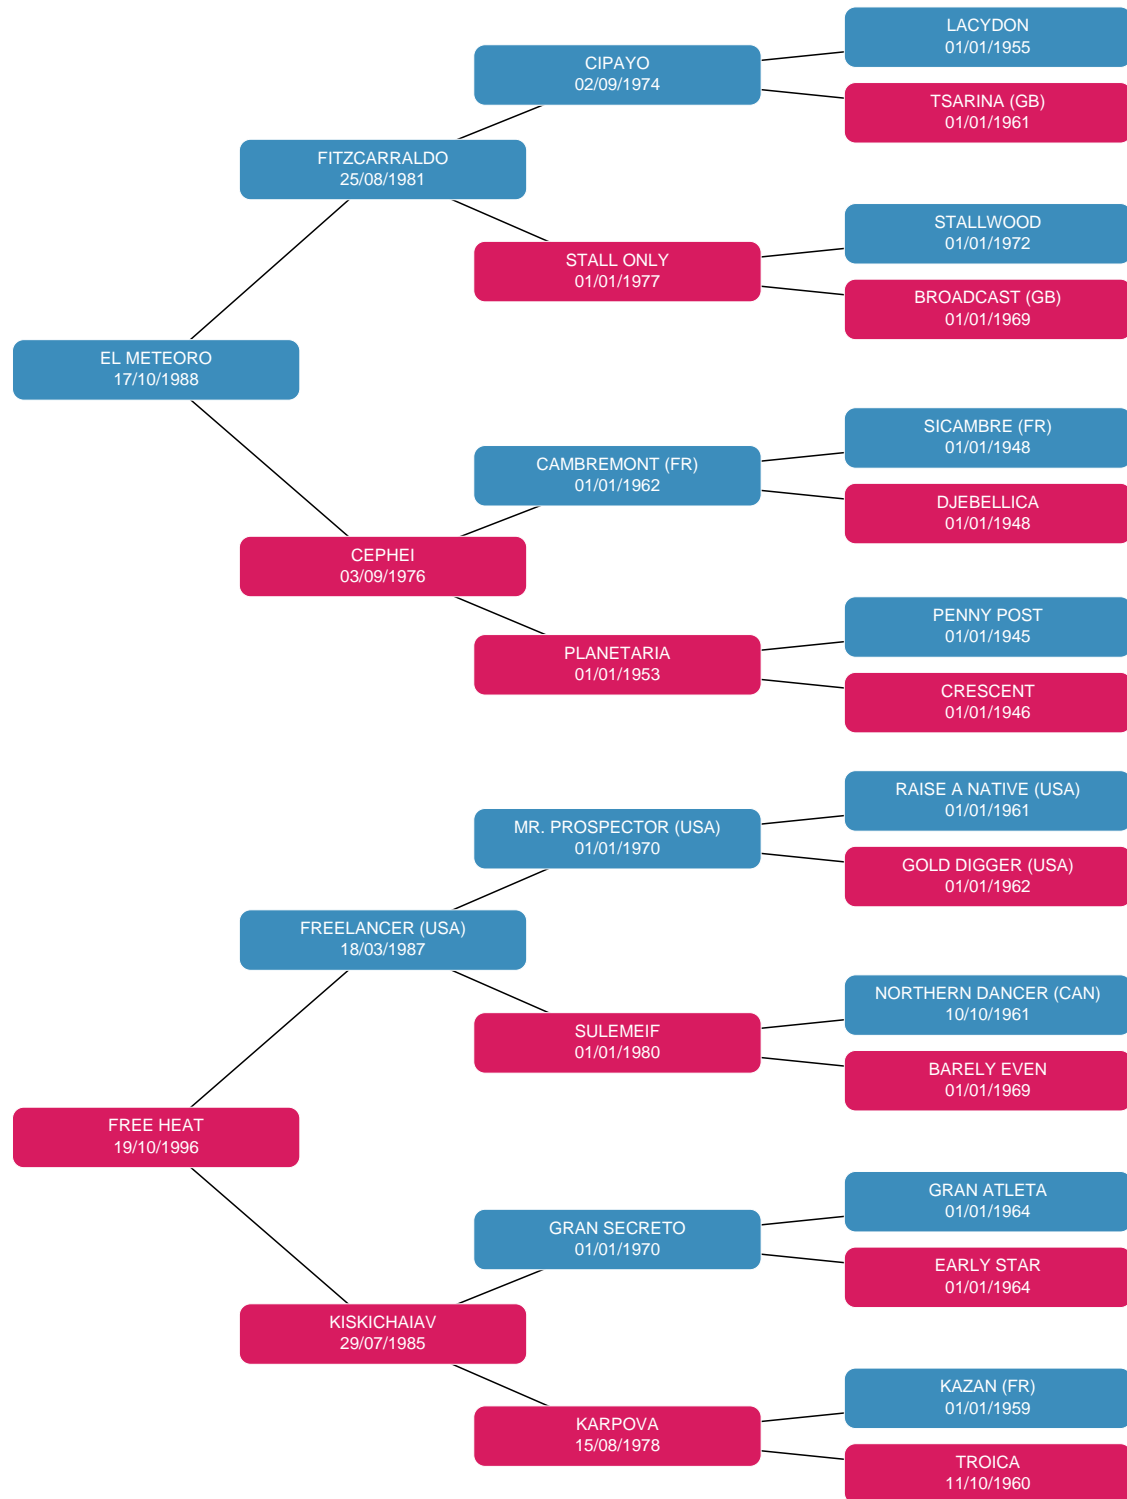 LACYDON
01/01/1955
CIPAYO
02/09/1974
TSARINA (GB)
01/01/1961
FITZCARRALDO
25/08/1981
STALLWOOD
01/01/1972
STALL ONLY
01/01/1977
BROADCAST (GB)
01/01/1969
EL METEORO
17/10/1988
SICAMBRE (FR)
01/01/1948
CAMBREMONT (FR)
01/01/1962
DJEBELLICA
01/01/1948
CEPHEI
03/09/1976
PENNY POST
01/01/1945
PLANETARIA
01/01/1953
CRESCENT
01/01/1946
RAISE A NATIVE (USA)
01/01/1961
MR. PROSPECTOR (USA)
01/01/1970
GOLD DIGGER (USA)
01/01/1962
FREELANCER (USA)
18/03/1987
NORTHERN DANCER (CAN)
10/10/1961
SULEMEIF
01/01/1980
BARELY EVEN
01/01/1969
FREE HEAT
19/10/1996
GRAN ATLETA
01/01/1964
GRAN SECRETO
01/01/1970
EARLY STAR
01/01/1964
KISKICHAIAV
29/07/1985
KAZAN (FR)
01/01/1959
KARPOVA
15/08/1978
TROICA
11/10/1960